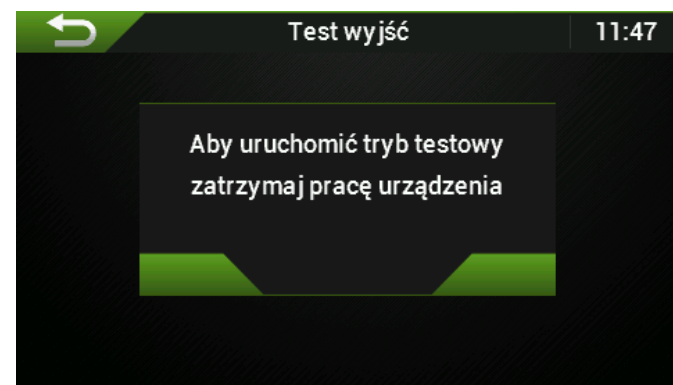 Test wyjść
11:47
Aby uruchomić tryb testowy
zatrzymaj pracę urządzenia